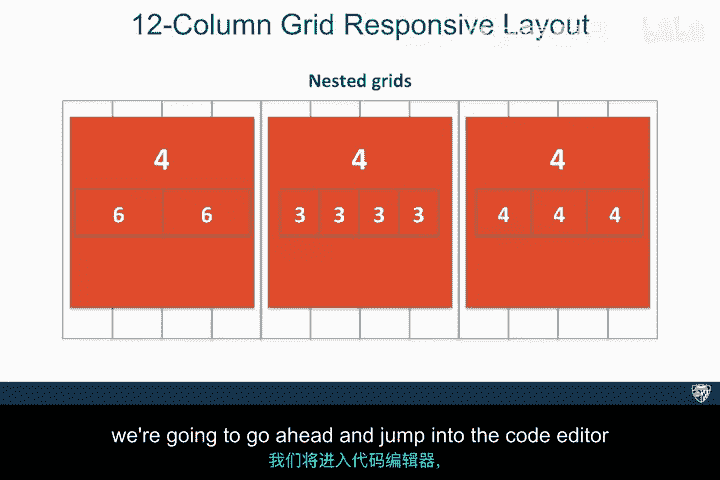 12-Column Grid Responsive Layout
Nested grids
4 4 4
6 6 3 3 3 3 4 4 4
we're going to go ahead and jump into the code editor
我们将进入代码编辑器，